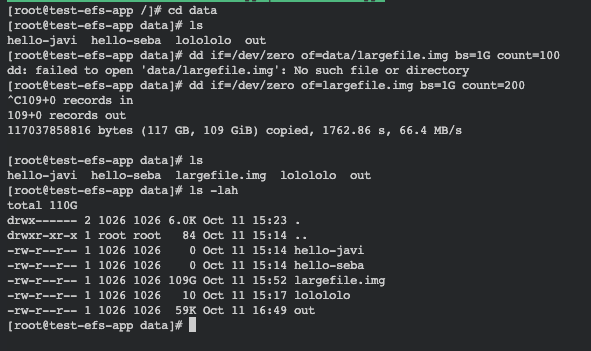 [root@test-efs-app /]# cd data
[root@test-efs-app data]# ls
hello-javi  hello-seba  lolololo  out
[root@test-efs-app data]# dd if=/dev/zero of=data/largefile.img bs=1G count=100
dd: failed to open 'data/largefile.img': No such file or directory
[root@test-efs-app data]# dd if=/dev/zero of=largefile.img bs=1G count=200
^C109+0 records in
109+0 records out
117037858816 bytes (117 GB, 109 GiB) copied, 1762.86 s, 66.4 MB/s
[root@test-efs-app data]# ls
hello-javi  hello-seba  largefile.img  lolololo  out
[root@test-efs-app data]# ls -lah
total 110G
drwx------ 2 1026 1026 6.0K Oct 11 15:23 .
drwxr-xr-x 1 root root   84 Oct 11 15:14 ..
-rw-r--r-- 1 1026 1026    0 Oct 11 15:14 hello-javi
-rw-r--r-- 1 1026 1026    0 Oct 11 15:14 hello-seba
-rw-r--r-- 1 1026 1026 109G Oct 11 15:52 largefile.img
-rw-r--r-- 1 1026 1026   10 Oct 11 15:17 lolololo
-rw-r--r-- 1 1026 1026  59K Oct 11 16:49 out
[root@test-efs-app data]#